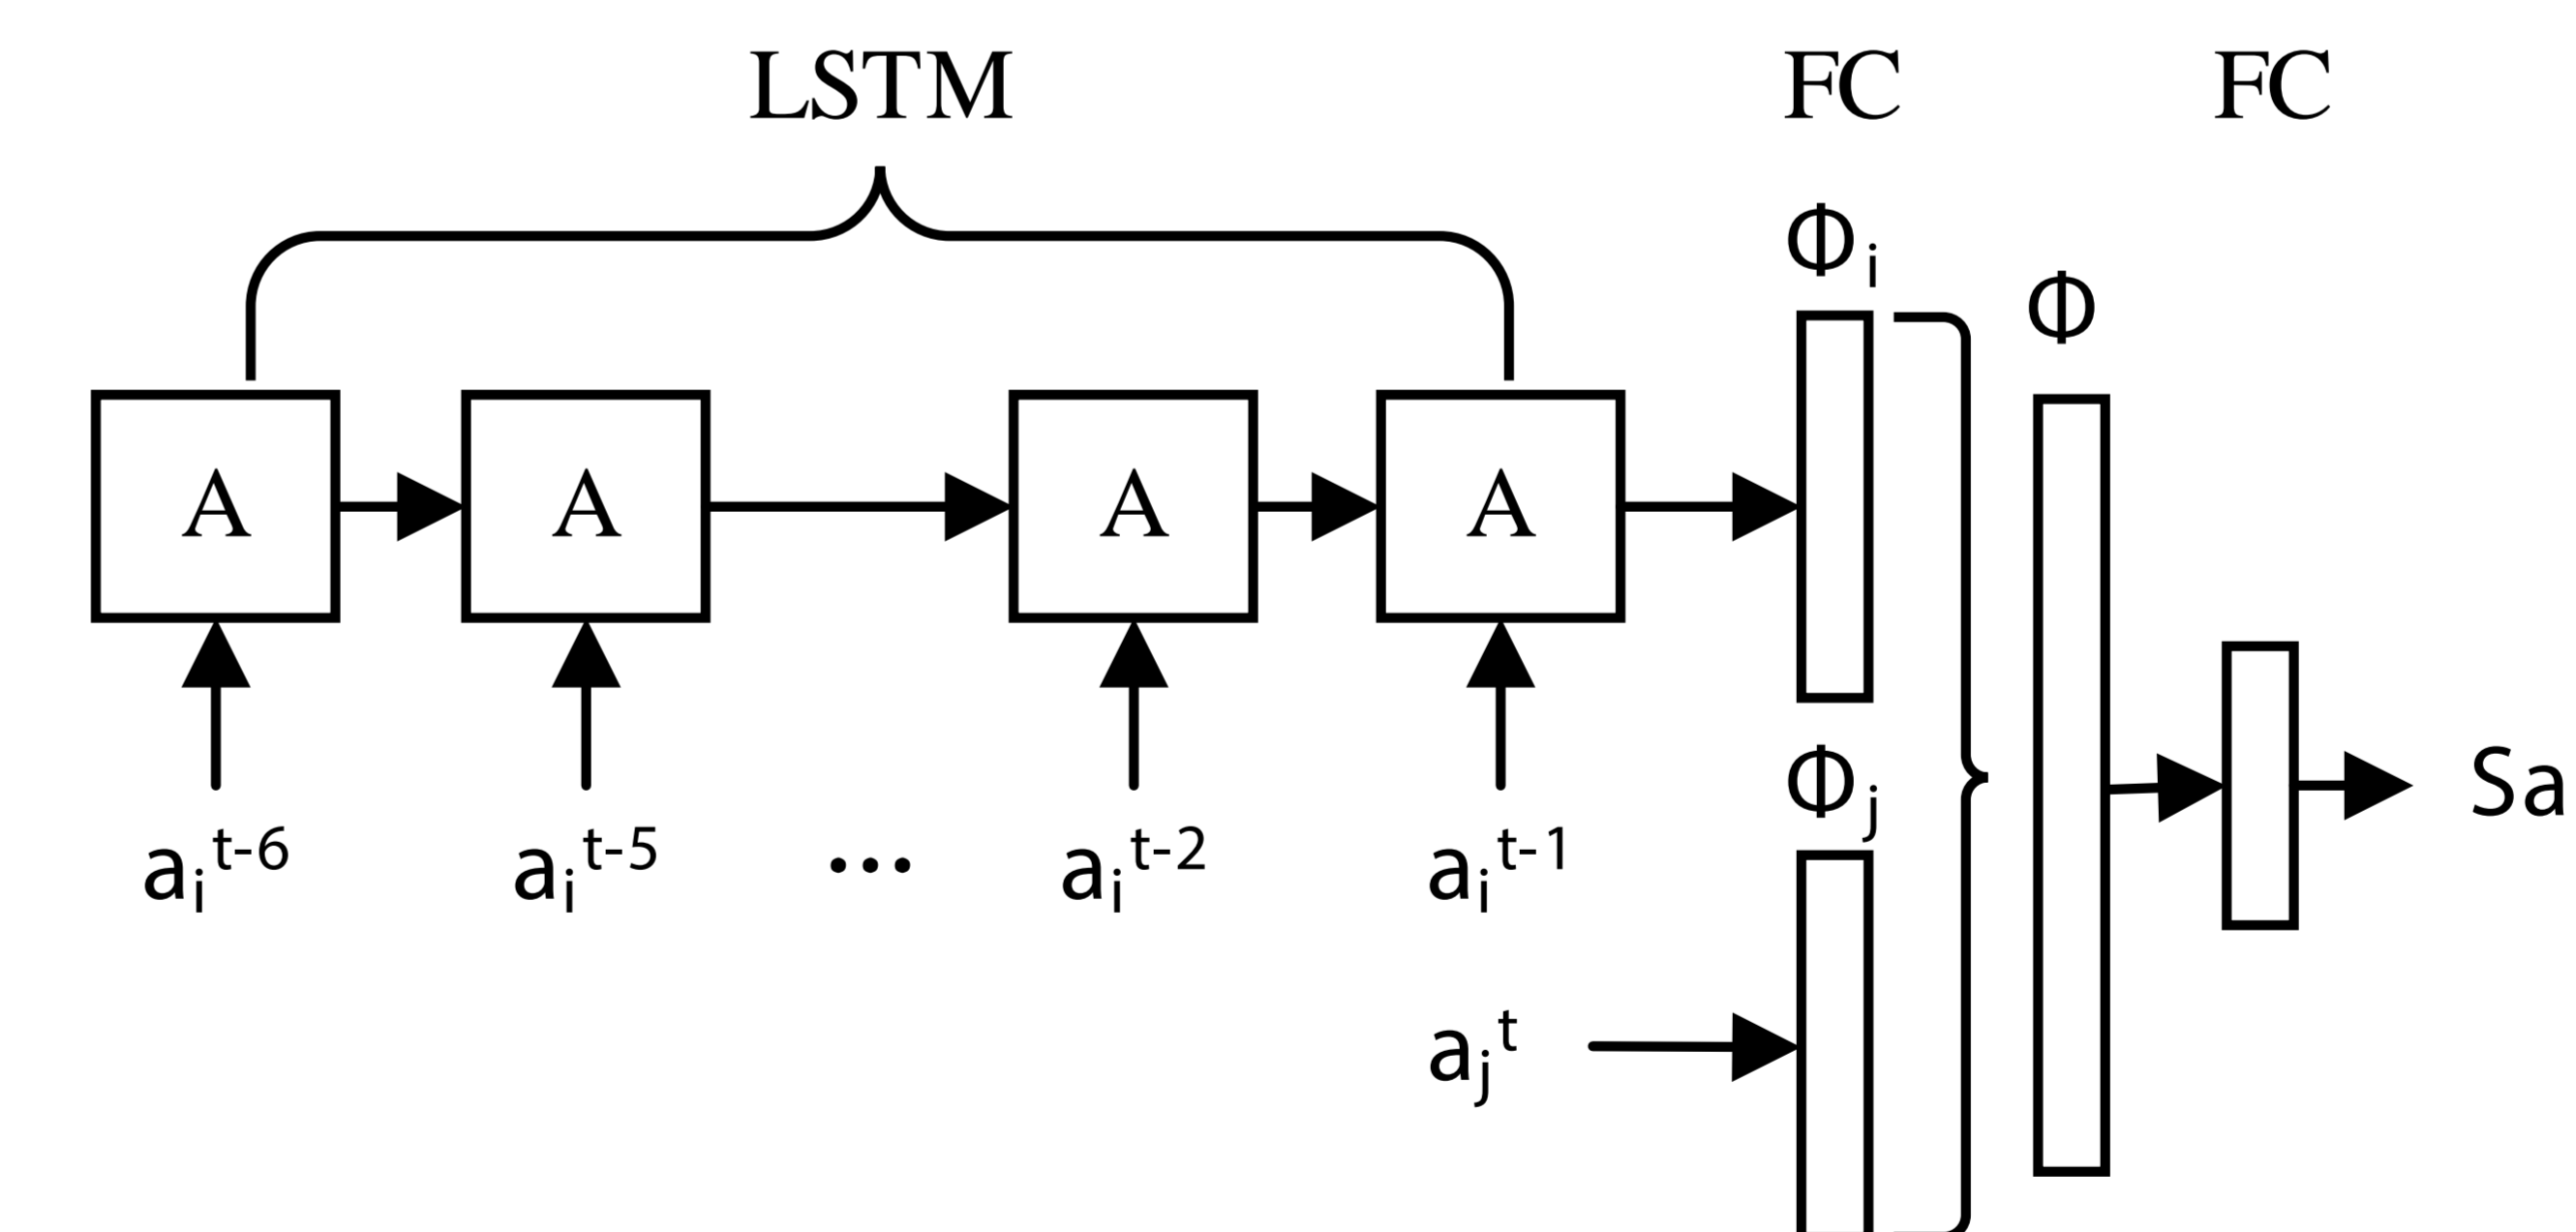 LSTM FC FC
Φi
Φ
A A A A
Φj
Sa
ai^t-6 ai^t-5 ... ai^t-2 ai^t-1
aj^t